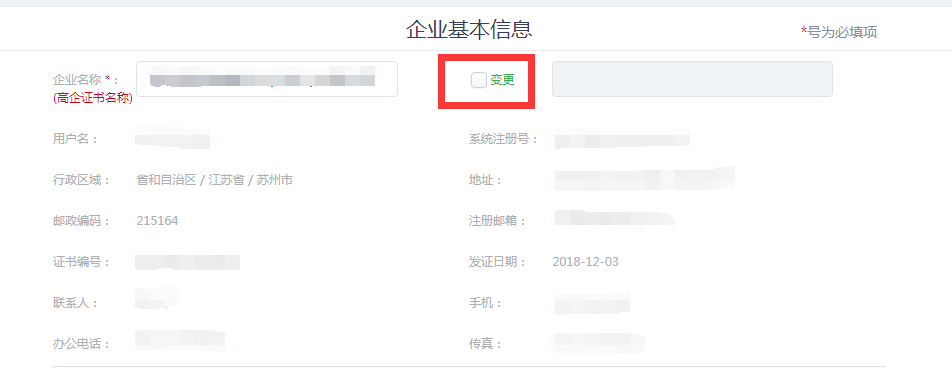 企业基本信息
*号为必填项
企业名称 *：
(高企证书名称)
变更
用户名：
系统注册号：
行政区域： 省和自治区 / 江苏省 / 苏州市
地址：
邮政编码： 215164
注册邮箱：
证书编号：
发证日期： 2018-12-03
联系人：
手机：
办公电话：
传真：